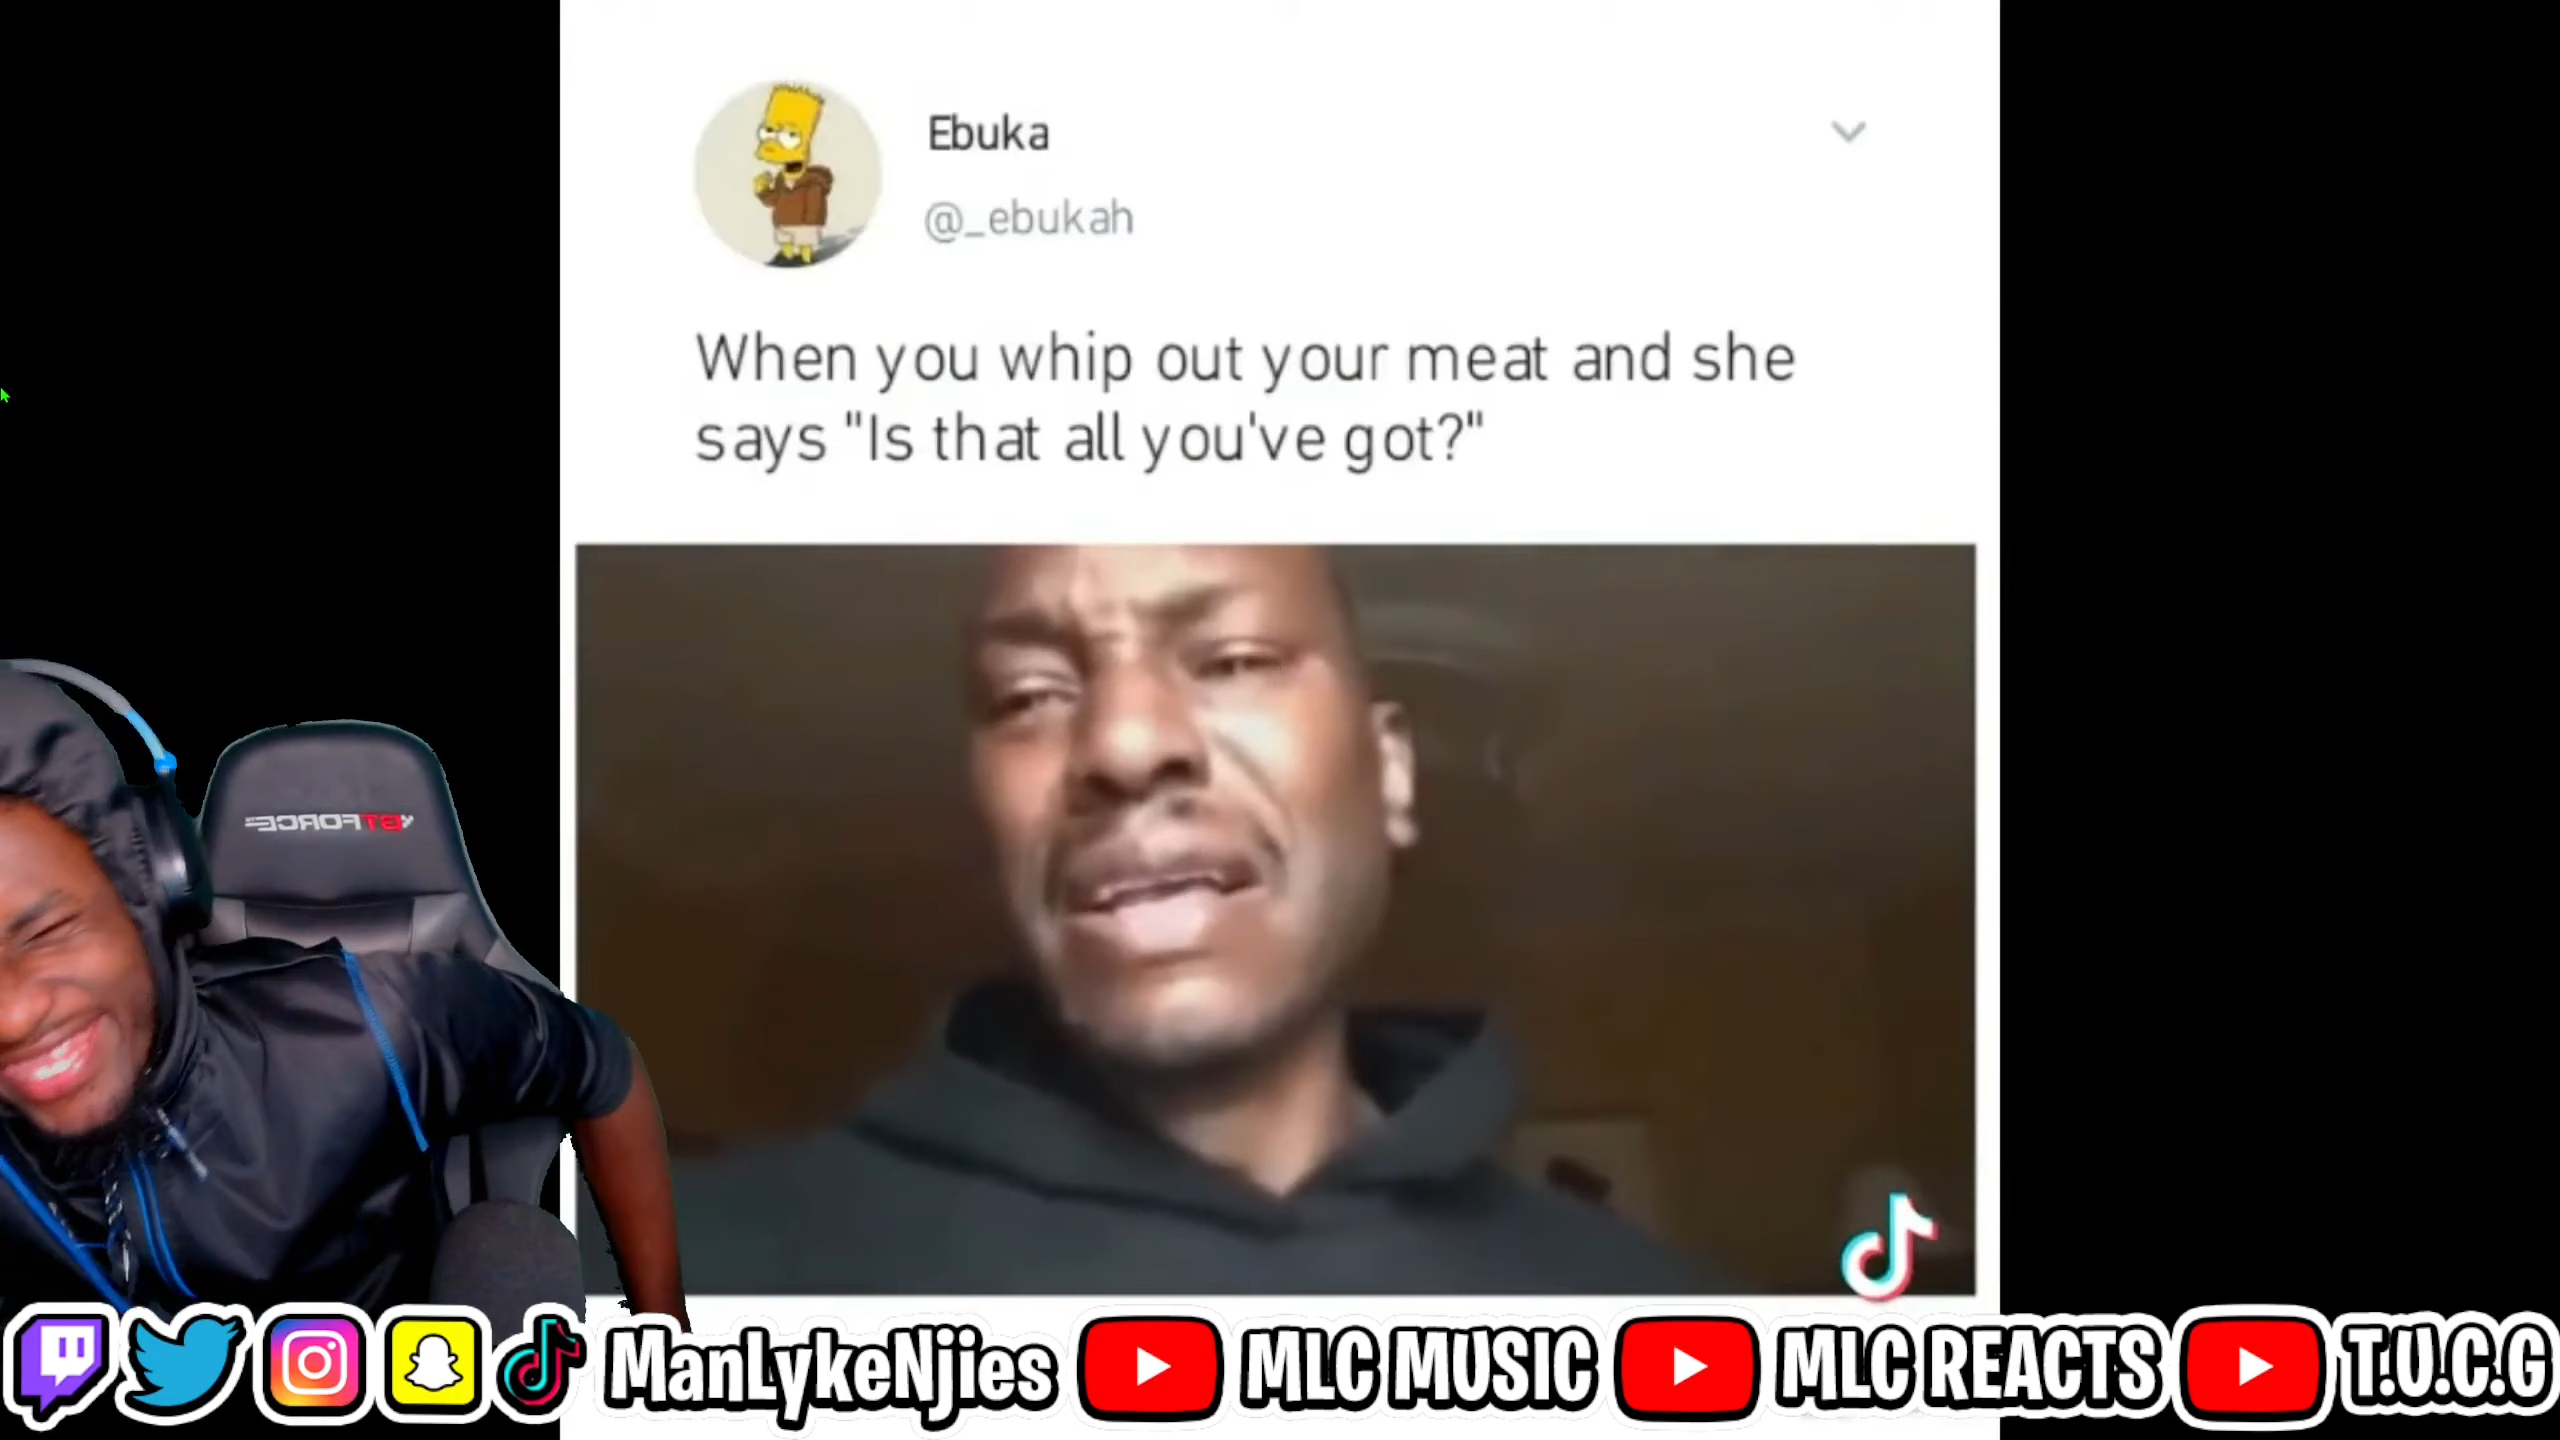 Ebuka
@_ebukah
When you whip out your meat and she
says "Is that all you've got?"
GTFORCE
ManLykeNjies MLC MUSIC MLC REACTS T.U.C.G